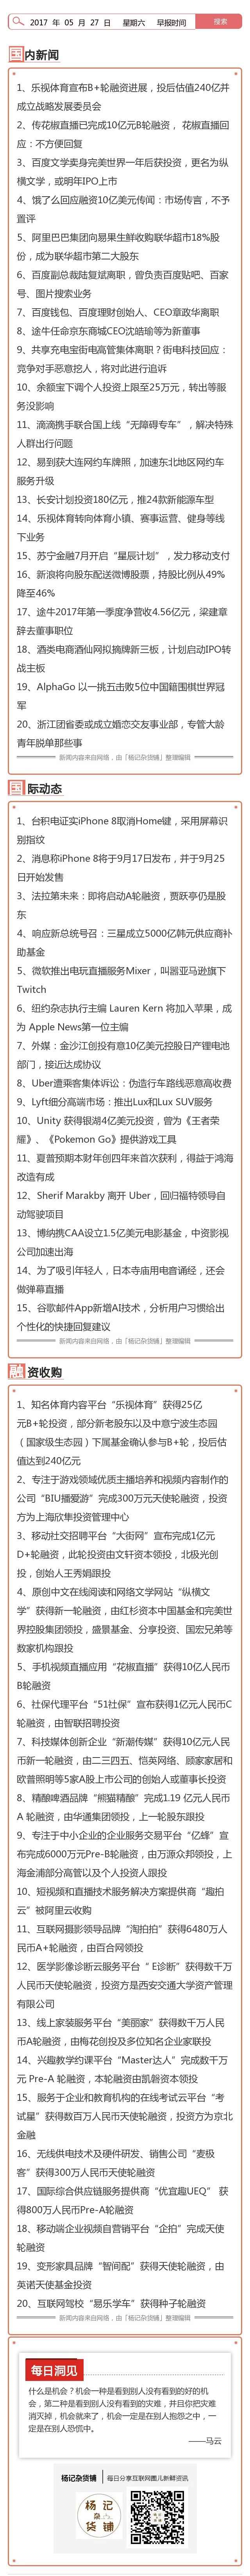 2017 年 05 月 27 日 星期六 早报时间 搜索
国内新闻
1、乐视体育宣布B+轮融资进展，投后估值240亿并
成立战略发展委员会
2、传花椒直播已完成10亿元B轮融资， 花椒直播回
应：不方便回复
3、百度文学卖身完美世界一年后获投资，更名为纵
横文学，或明年IPO上市
4、饿了么回应融资10亿美元传闻：市场传言，不予
置评
5、阿里巴巴集团向易果生鲜收购联华超市18%股
份，成为联华超市第二大股东
6、百度副总裁陆复斌离职，曾负责百度贴吧、百家
号、图片搜索业务
7、百度钱包、百度理财创始人、CEO章政华离职
8、途牛任命京东商城CEO沈皓瑜等为新董事
9、共享充电宝街电高管集体离职？街电科技回应：
竞争对手恶意挖人，将对此进行追诉
10、余额宝下调个人投资上限至25万元，转出等服
务没影响
11、滴滴携手联合国上线“无障碍专车”，解决特殊
人群出行问题
12、易到获大连网约车牌照，加速东北地区网约车
服务升级
13、长安计划投资180亿元，推24款新能源车型
14、乐视体育转向体育小镇、赛事运营、健身等线
下业务
15、苏宁金融7月开启“星辰计划”，发力移动支付
16、新浪将向股东配送微博股票，持股比例从49%
降至46%
17、途牛2017年第一季度净营收4.56亿元，梁建章
辞去董事职位
18、酒类电商酒仙网拟摘牌新三板，计划启动IPO转
战主板
19、AlphaGo 以一挑五击败5位中国籍围棋世界冠
军
20、浙江团省委或成立婚恋交友事业部，专管大龄
青年脱单那些事
新闻内容来自网络，由「杨记杂货铺」整理编辑
国际动态
1、台积电证实iPhone 8取消Home键，采用屏幕识
别指纹
2、消息称iPhone 8将于9月17日发布，并于9月25
日开始发售
3、法拉第未来：即将启动A轮融资，贾跃亭仍是股
东
4、响应新总统号召：三星成立5000亿韩元供应商补
助基金
5、微软推出电玩直播服务Mixer，叫嚣亚马逊旗下
Twitch
6、纽约杂志执行主编 Lauren Kern 将加入苹果，成
为 Apple News第一位主编
7、外媒：金沙江创投有意10亿美元控股日产锂电池
部门，接近达成协议
8、Uber遭乘客集体诉讼：伪造行车路线恶意高收费
9、Lyft细分高端市场：推出Lux和Lux SUV服务
10、Unity 获得银湖4亿美元投资，曾为《王者荣
耀》、《Pokemon Go》提供游戏工具
11、夏普预期本财年创四年来首次获利，得益于鸿海
改造有成
12、Sherif Marakby 离开 Uber，回归福特领导自
动驾驶项目
13、博纳携CAA设立1.5亿美元电影基金，中资影视
公司加速出海
14、为了吸引年轻人，日本寺庙用电音诵经，还会
做弹幕直播
15、谷歌邮件App新增AI技术，分析用户习惯给出
个性化的快捷回复建议
新闻内容来自网络，由「杨记杂货铺」整理编辑
融资收购
1、知名体育内容平台“乐视体育”获得25亿
元B+轮投资，部分新老股东以及中意宁波生态园
（国家级生态园）下属基金确认参与B+轮，投后估
值达到240亿元
2、专注于游戏领域优质主播培养和视频内容制作的
公司“BIU播爱游”完成300万元天使轮融资，投资
方为上海欣隼投资管理中心
3、移动社交招聘平台“大街网”宣布完成1亿元
D+轮融资，此轮投资由文轩资本领投，北极光创
投，创始人王秀娟跟投
4、原创中文在线阅读和网络文学网站“纵横文
学”获得新一轮融资，由红杉资本中国基金和完美世
界控股集团领投，盛景基金、分享投资、国宏兄弟等
数家机构跟投
5、手机视频直播应用“花椒直播”获得10亿人民币
B轮融资
6、社保代理平台“51社保”宣布获得1亿元人民币C
轮融资，由智联招聘投资
7、科技媒体创新企业“新潮传媒”获得10亿元人民
币新一轮融资，由二三四五、恺英网络、顾家家居和
欧普照明等5家A股上市公司的创始人或董事长投资
8、精酿啤酒品牌“熊猫精酿”完成1.19 亿元人民币
A 轮融资，由华通集团领投，上一轮股东跟投
9、专注于中小企业的企业服务交易平台“亿蜂”宣
布完成6000万元Pre-B轮融资，由万源众邦领投，上
海金浦部分高管以及个人投资人跟投
10、短视频和直播技术服务解决方案提供商“趣拍
云”被阿里云收购
11、互联网摄影领导品牌“淘拍拍”获得6480万人
民币A+轮融资，由百合网领投
12、医学影像诊断云服务平台“ E诊断”获得数千万
人民币天使轮融资，投资方是西安交通大学资产管理
有限公司
13、线上家装服务平台“美丽家”获得数千万人民
币A轮融资，由梅花创投及多位知名企业家联投
14、兴趣教学约课平台“Master达人”完成数千万
元 Pre-A 轮融资，本轮融资由凯磐资本领投
15、服务于企业和教育机构的在线考试云平台“考
试星”获得数百万人民币天使轮融资，投资方为京北
金融
16、无线供电技术及硬件研发、销售公司“麦极
客”获得300万人民币天使轮融资
17、国际综合供应链服务提供商“优宜趣UEQ” 获
得800万人民币Pre-A轮融资
18、移动端企业视频自营销平台“企拍”完成天使
轮融资
19、变形家具品牌“智间配”获得天使轮融资，由
英诺天使基金投资
20、互联网驾校“易乐学车”获得种子轮融资
新闻内容来自网络，由「杨记杂货铺」整理编辑
每日洞见
什么是机会？机会一种是看到别人没有看到的好的机
会，第二种是看到别人没有看到的灾难，并且你把灾难
消灭掉，机会就来了，机会一定是在别人抱怨之中，一
定是在别人恐慌中。
——马云
杨记杂货铺 每日分享互联网圈儿新鲜资讯
杨记
杂货
铺